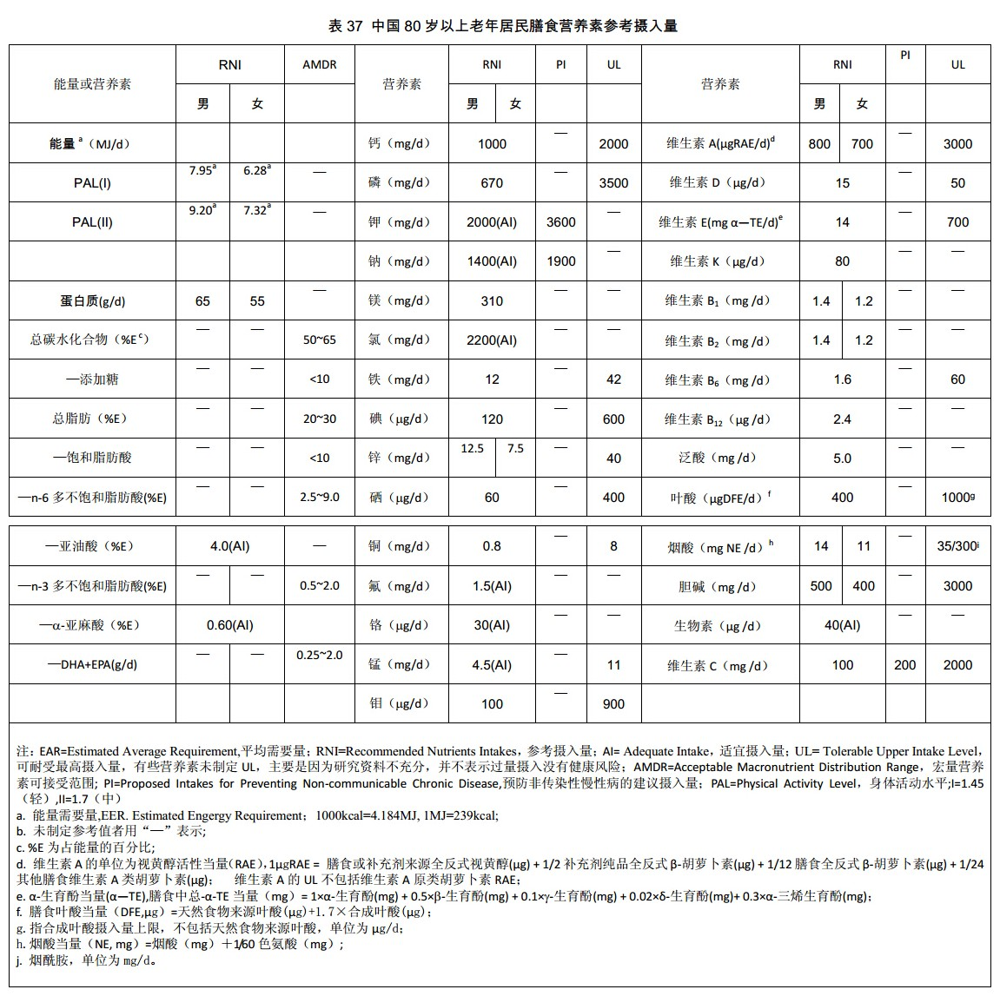 表 37 中国 80 岁以上老年居民膳食营养素参考摄入量
能量或营养素 RNI AMDR 营养素 RNI PI UL 营养素 RNI PI UL
男 女 男 女 男 女
能量 a（MJ/d） 钙（mg/d） 1000 — 2000 维生素 A(μgRAE/d)d 800 700 — 3000
PAL(I) 7.95a 6.28a — 磷（mg/d） 670 — 3500 维生素 D（μg/d） 15 — 50
PAL(II) 9.20a 7.32a — 钾（mg/d） 2000(AI) 3600 — 维生素 E(mg α—TE/d)e 14 — 700
钠（mg/d） 1400(AI) 1900 — 维生素 K（μg/d） 80 — —
蛋白质(g/d) 65 55 — 镁（mg/d） 310 — — 维生素 B1（mg /d） 1.4 1.2 — —
总碳水化合物（%E c） — — 50~65 氯（mg/d） 2200(AI) — — 维生素 B2（mg /d） 1.4 1.2 — —
—添加糖 — — <10 铁（mg/d） 12 — 42 维生素 B6（mg /d） 1.6 — 60
总脂肪（%E） — — 20~30 碘（μg/d） 120 — 600 维生素 B12（μg /d） 2.4 — —
—饱和脂肪酸 — — <10 锌（mg/d） 12.5 7.5 — 40 泛酸（mg /d） 5.0 — —
—n-6 多不饱和脂肪酸(%E) — — 2.5~9.0 硒（μg/d） 60 — 400 叶酸（μgDFE/d）f 400 — 1000g
—亚油酸（%E） 4.0(AI) — 铜（mg/d） 0.8 — 8 烟酸（mg NE /d）h 14 11 — 35/300i
—n-3 多不饱和脂肪酸(%E) — — 0.5~2.0 氟（mg/d） 1.5(AI) — — 胆碱（mg /d） 500 400 — 3000
—α-亚麻酸（%E） 0.60(AI) 铬（μg/d） 30(AI) — — 生物素（μg /d） 40(AI) — —
—DHA+EPA(g/d) — — 0.25~2.0 锰（mg/d） 4.5(AI) — 11 维生素 C（mg /d） 100 200 2000
钼（μg/d） 100 — 900
注：EAR=Estimated Average Requirement,平均需要量；RNI=Recommended Nutrients Intakes，参考摄入量；AI= Adequate Intake，适宜摄入量；UL= Tolerable Upper Intake Level，
可耐受最高摄入量，有些营养素未制定 UL，主要是因为研究资料不充分，并不表示过量摄入没有健康风险；AMDR=Acceptable Macronutrient Distribution Range，宏量营养
素可接受范围; PI=Proposed Intakes for Preventing Non-communicable Chronic Disease,预防非传染性慢性病的建议摄入量；PAL=Physical Activity Level，身体活动水平;I=1.45
（轻）,II=1.7（中）
a. 能量需要量,EER. Estimated Engergy Requirement；1000kcal=4.184MJ, 1MJ=239kcal;
b. 未制定参考值者用“—”表示;
c. %E 为占能量的百分比;
d. 维生素 A 的单位为视黄醇活性当量(RAE)，1μgRAE = 膳食或补充剂来源全反式视黄醇(μg) + 1/2 补充剂纯品全反式 β-胡萝卜素(μg) + 1/12 膳食全反式 β-胡萝卜素(μg) + 1/24
其他膳食维生素 A 类胡萝卜素(μg)； 维生素 A 的 UL 不包括维生素 A 原类胡萝卜素 RAE；
e. α-生育酚当量(α—TE),膳食中总-α-TE 当量（mg）= 1×α-生育酚(mg) + 0.5×β-生育酚(mg) + 0.1×γ-生育酚(mg) + 0.02×δ-生育酚(mg)+ 0.3×α-三烯生育酚(mg)；
f. 膳食叶酸当量（DFE,μg）=天然食物来源叶酸(μg)+1.7×合成叶酸(μg)；
g. 指合成叶酸摄入量上限，不包括天然食物来源叶酸，单位为 μg/d；
h. 烟酸当量（NE, mg）=烟酸（mg）＋1/60 色氨酸（mg）;
j. 烟酰胺，单位为 mg/d。